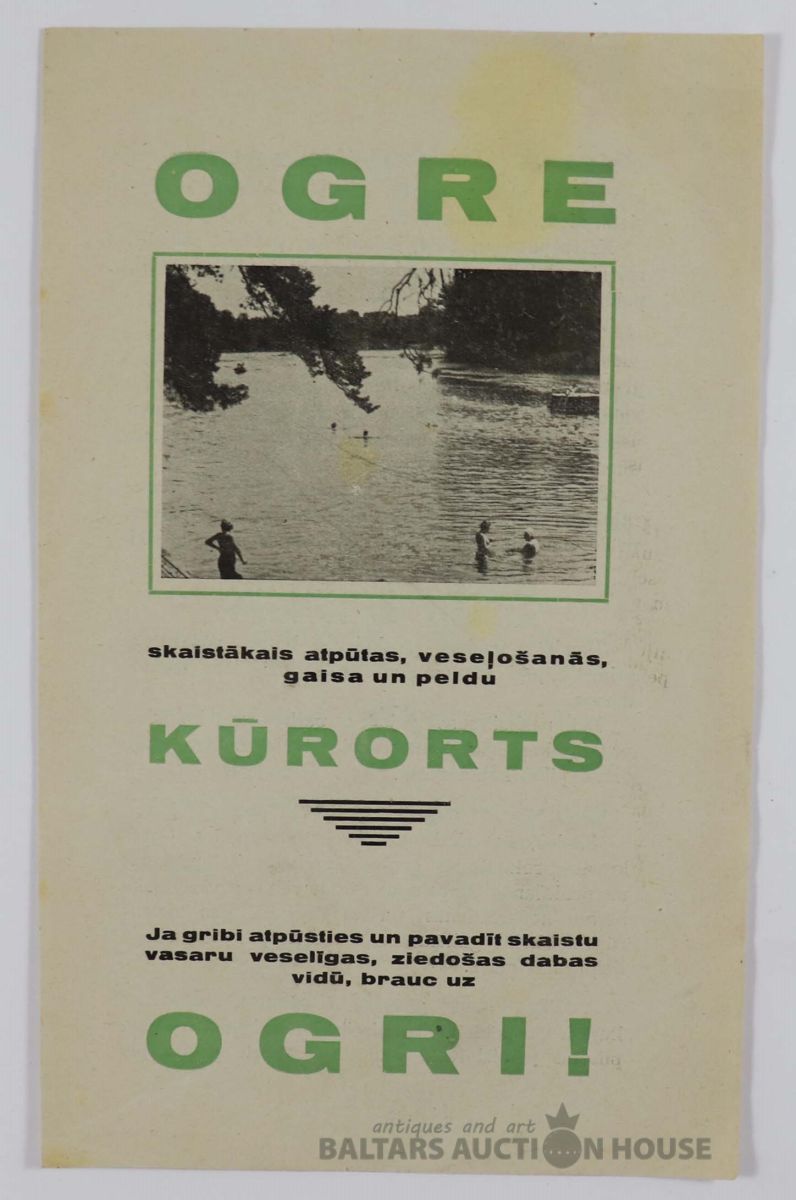 OGRE
skaistākais atpūtas, veseļošanās,
gaisa un peldu
KŪRORTS
Ja gribi atpūsties un pavadīt skaistu
vasaru veselīgas, ziedošas dabas
vidū, brauc uz
OGRI!
antiques and art
BALTARS AUCTION HOUSE